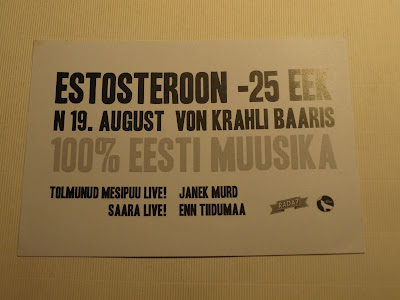 ESTOSTEROON -25 EEK
N 19. AUGUST VON KRAHLI BAARIS
100% EESTI MUUSIKA
TOLMUNUD MESIPUU LIVE! JANEK MURD
SAARA LIVE! ENN TIIDUMAA